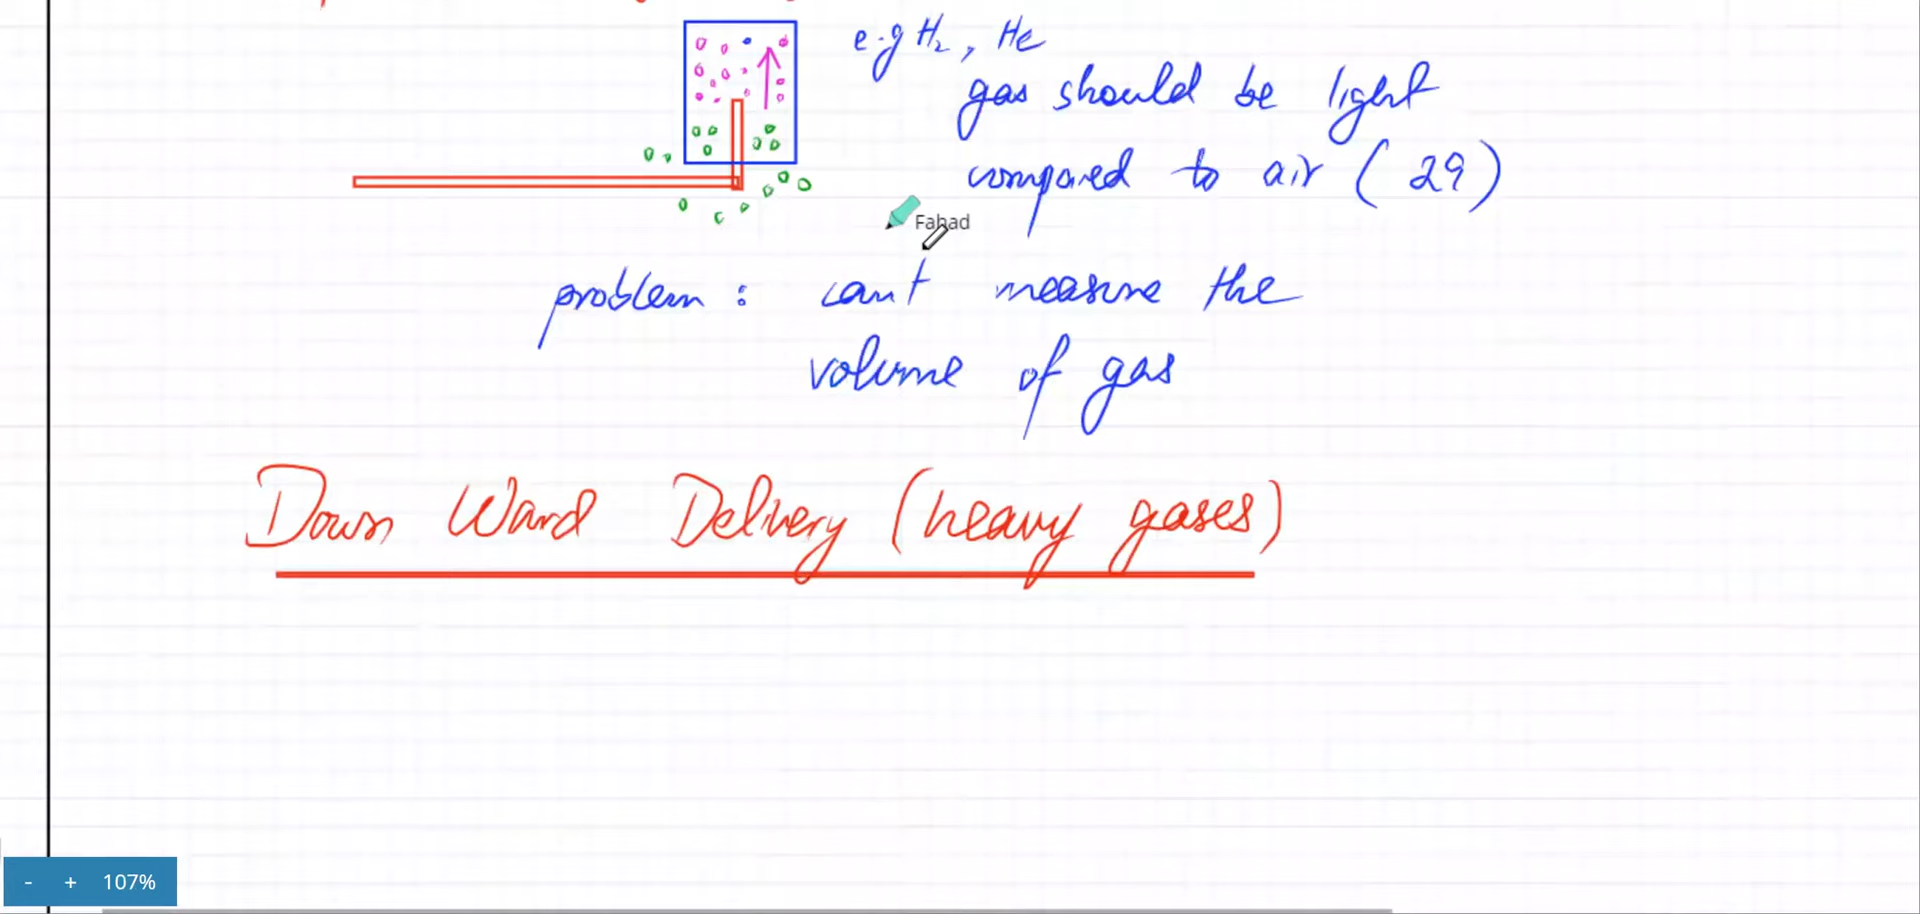 e.g H2, He
gas should be light
compared to air (29)
Fahad
problem : can't measure the
volume of gas
Down Ward Delivery (heavy gases)
- + 107%